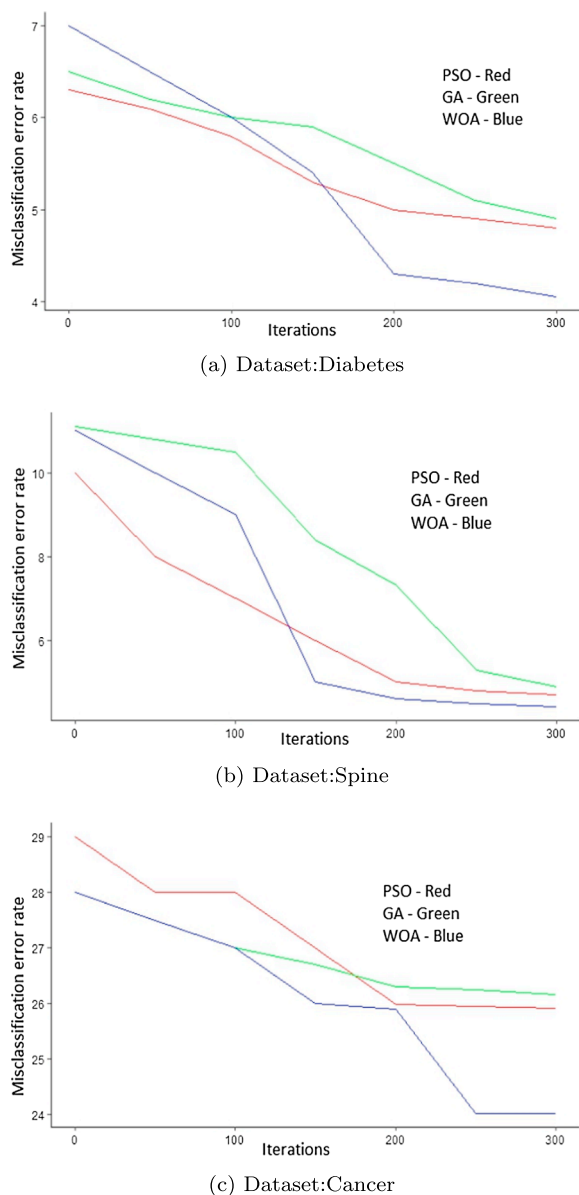 7
PSO - Red
GA - Green
WOA - Blue
6
5
4
Misclassification error rate
0
100
200
300
Iterations
(a) Dataset:Diabetes
10
8
6
PSO - Red
GA - Green
WOA - Blue
Misclassification error rate
0
100
200
300
Iterations
(b) Dataset:Spine
29
28
27
26
25
24
PSO - Red
GA - Green
WOA - Blue
Misclassification error rate
0
100
200
300
Iterations
(c) Dataset:Cancer